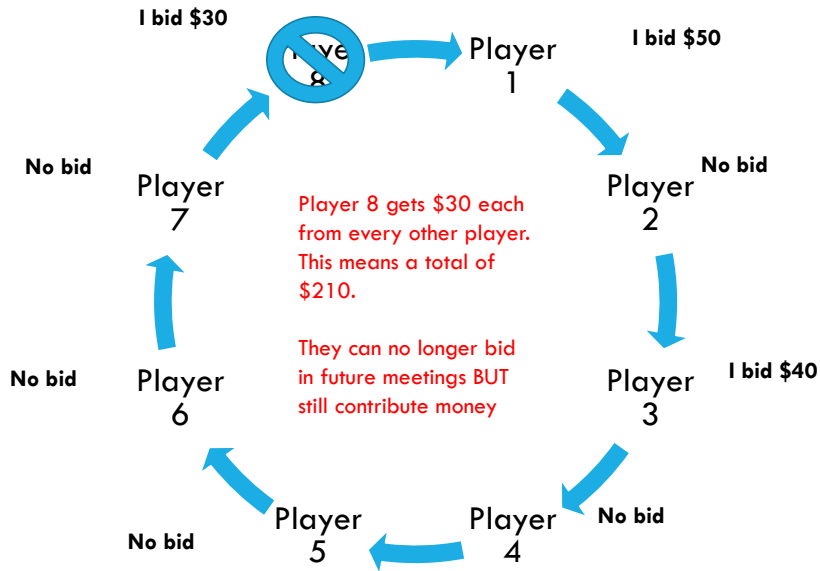 I bid $30
8
Player
1
I bid $50
No bid
Player
2
No bid
Player
7
Player 8 gets $30 each
from every other player.
This means a total of
$210.
They can no longer bid
in future meetings BUT
still contribute money
No bid
Player
6
Player
3
I bid $40
No bid
Player
5
Player
4
No bid